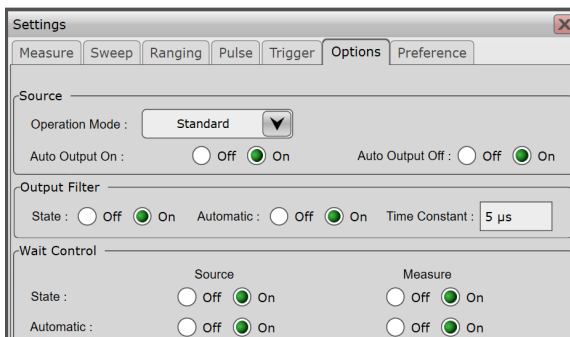 Settings
Measure Sweep Ranging Pulse Trigger Options Preference
Source
Operation Mode : Standard
Auto Output On : Off On Auto Output Off : Off On
Output Filter
State : Off On Automatic : Off On Time Constant : 5 µs
Wait Control
Source Measure
State : Off On Off On
Automatic : Off On Off On